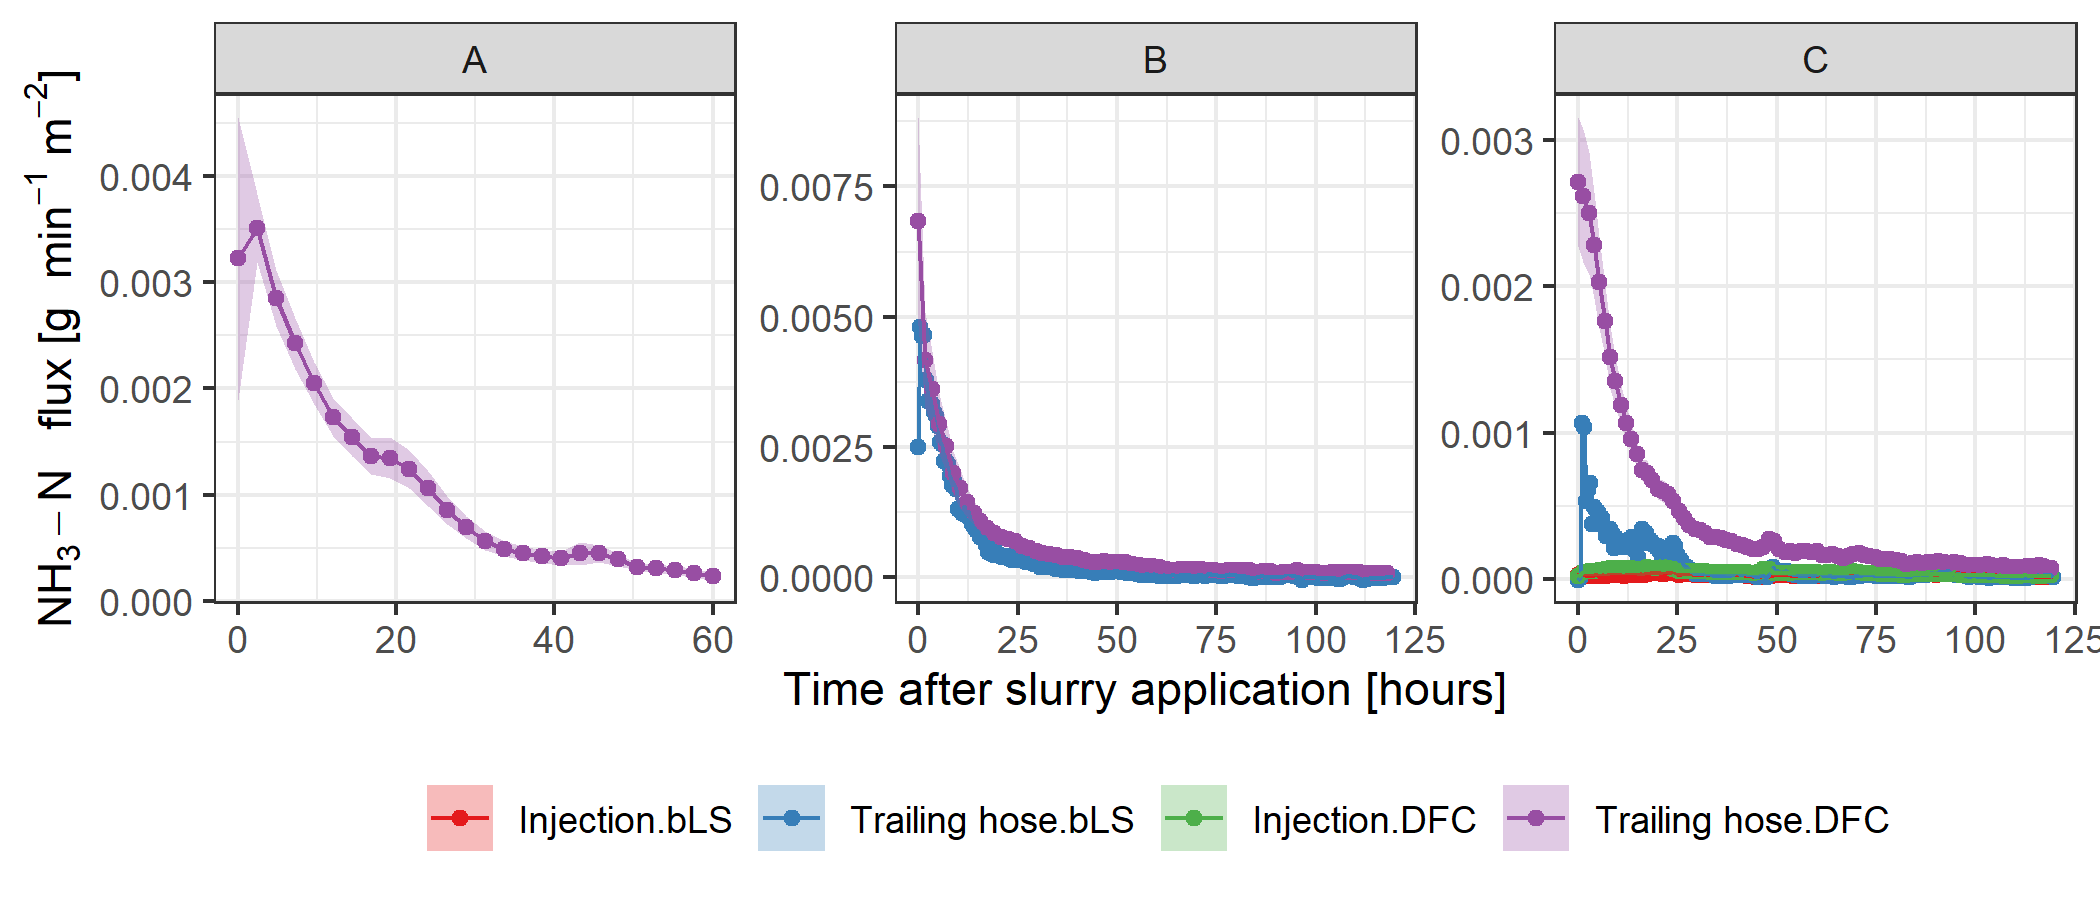 A B C
NH₃ − N flux [g min⁻¹ m⁻²]
0.004
0.003
0.002
0.001
0.000
0 20 40 60
0.0075
0.0050
0.0025
0.0000
0 25 50 75 100 125
0.003
0.002
0.001
0.000
0 25 50 75 100 125
Time after slurry application [hours]
Injection.bLS Trailing hose.bLS Injection.DFC Trailing hose.DFC